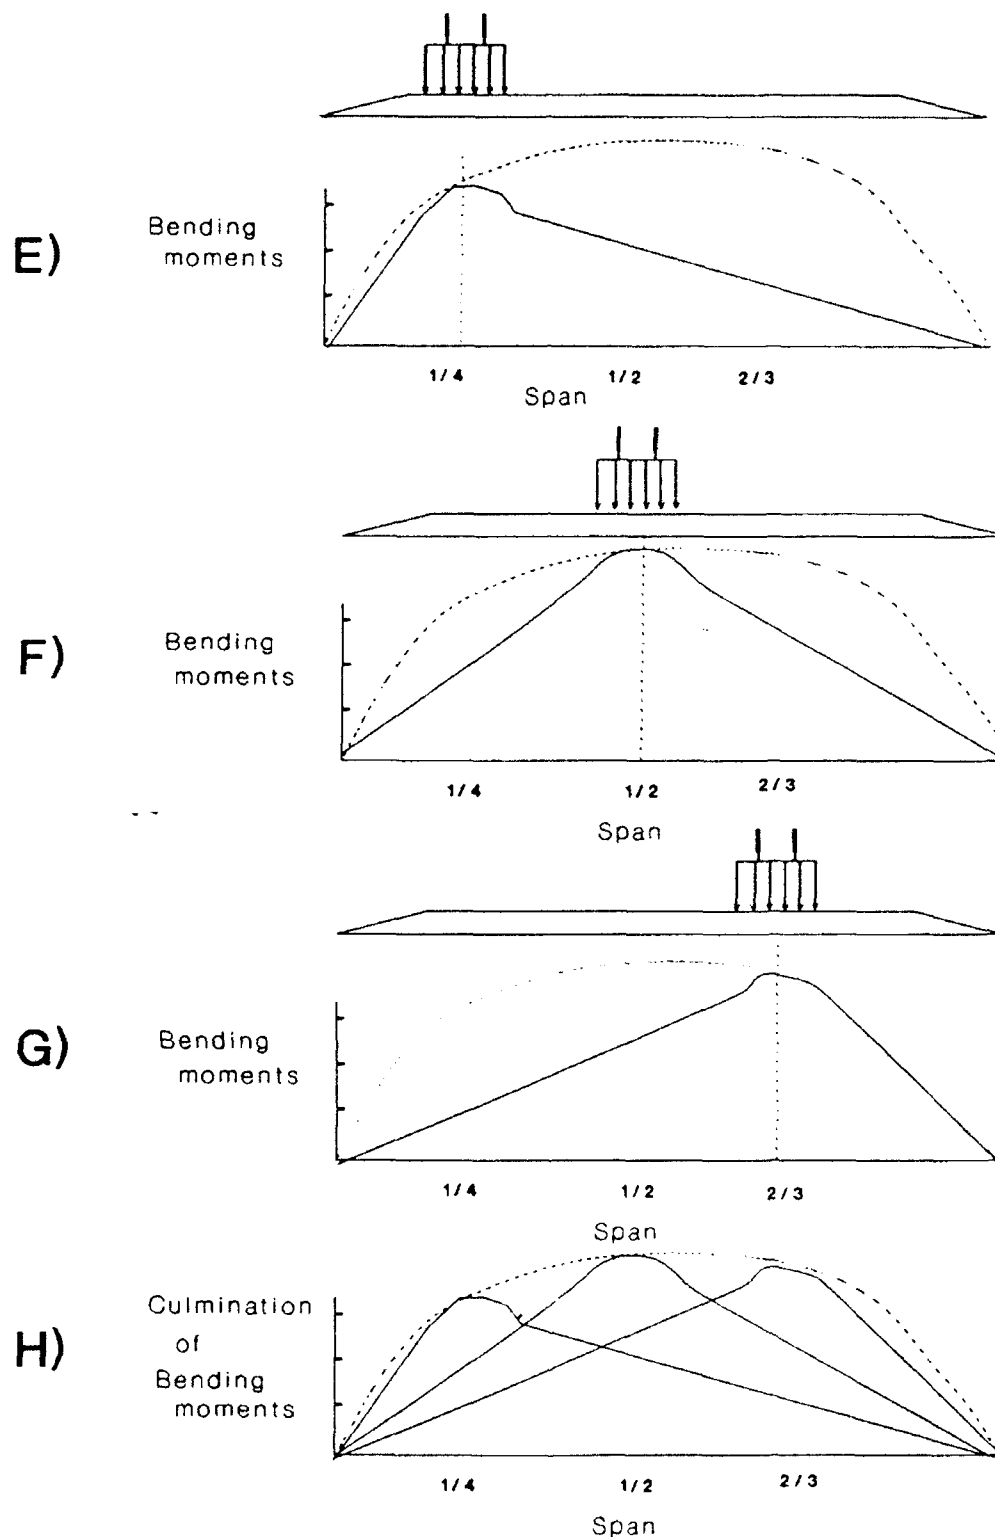 E)
Bending
moments
1/4 1/2 2/3
Span
F)
Bending
moments
1/4 1/2 2/3
Span
G)
Bending
moments
1/4 1/2 2/3
Span
H)
Culmination
of
Bending
moments
1/4 1/2 2/3
Span